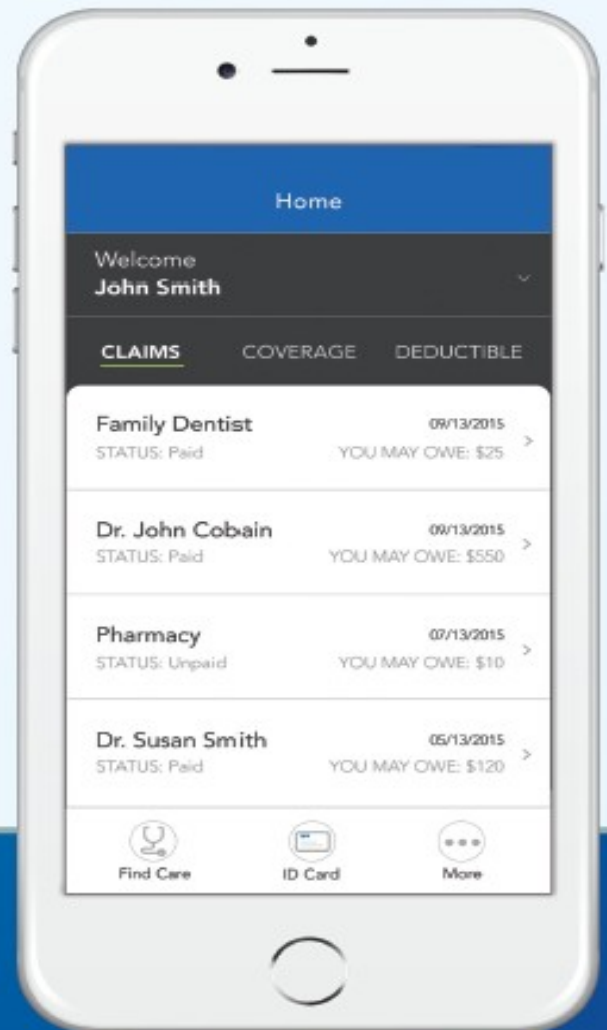 Home
Welcome
John Smith
CLAIMS COVERAGE DEDUCTIBLE
Family Dentist 09/13/2015
STATUS: Paid YOU MAY OWE: $25
Dr. John Cobain 09/13/2015
STATUS: Paid YOU MAY OWE: $550
Pharmacy 07/13/2015
STATUS: Unpaid YOU MAY OWE: $10
Dr. Susan Smith 05/13/2015
STATUS: Paid YOU MAY OWE: $120
Find Care ID Card More